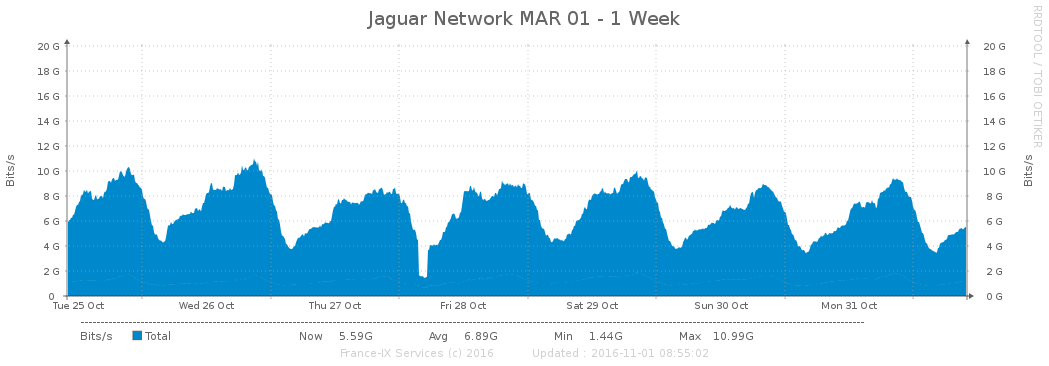 Jaguar Network MAR 01 - 1 Week
RRDTOOL / TOBI OETIKER
Bits/s
20 G
18 G
16 G
14 G
12 G
10 G
8 G
6 G
4 G
2 G
0
20 G
18 G
16 G
14 G
12 G
10 G
8 G
6 G
4 G
2 G
0 G
Bits/s
Tue 25 Oct Wed 26 Oct Thu 27 Oct Fri 28 Oct Sat 29 Oct Sun 30 Oct Mon 31 Oct
Bits/s Total Now 5.59G Avg 6.89G Min 1.44G Max 10.99G
France-IX Services (c) 2016 Updated : 2016-11-01 08:55:02